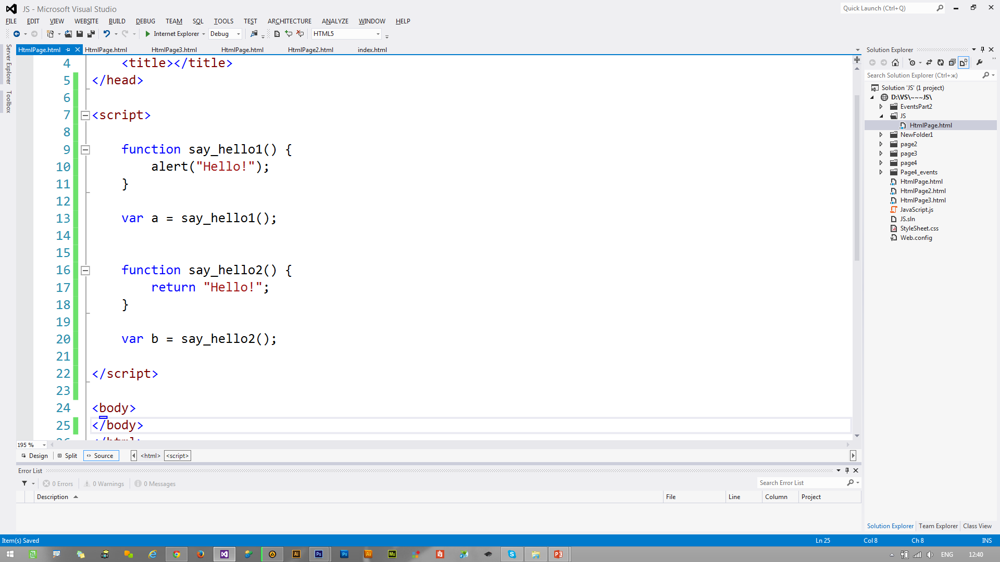 JS - Microsoft Visual Studio
Quick Launch (Ctrl+Q)
FILE EDIT VIEW WEBSITE BUILD DEBUG TEAM SQL TOOLS TEST ARCHITECTURE ANALYZE WINDOW HELP
Internet Explorer Debug HTML5
Server Explorer
Toolbox
HtmlPage.html HtmlPage.html HtmlPage3.html HtmlPage.html HtmlPage2.html index.html
4 <title></title>
5 </head>
6
7 <script>
8
9 function say_hello1() {
10 alert("Hello!");
11 }
12
13 var a = say_hello1();
14
15
16 function say_hello2() {
17 return "Hello!";
18 }
19
20 var b = say_hello2();
21
22 </script>
23
24 <body>
25 </body>
26 </html>
195 %
Design Split Source <html> <script>
Error List
0 Errors 0 Warnings 0 Messages
Search Error List
Description File Line Column Project
Solution Explorer
Search Solution Explorer (Ctrl+ж)
Solution 'JS' (1 project)
D:\VS\~~~JS\
EventsPart2
JS
HtmlPage.html
NewFolder1
page2
page3
page4
Page4_events
HtmlPage.html
HtmlPage2.html
HtmlPage3.html
JavaScript.js
JS.sln
StyleSheet.css
Web.config
Solution Explorer Team Explorer Class View
Item(s) Saved Ln 25 Col 8 Ch 8 INS
Ai Ps Ps Ai Mu ENG 12:40